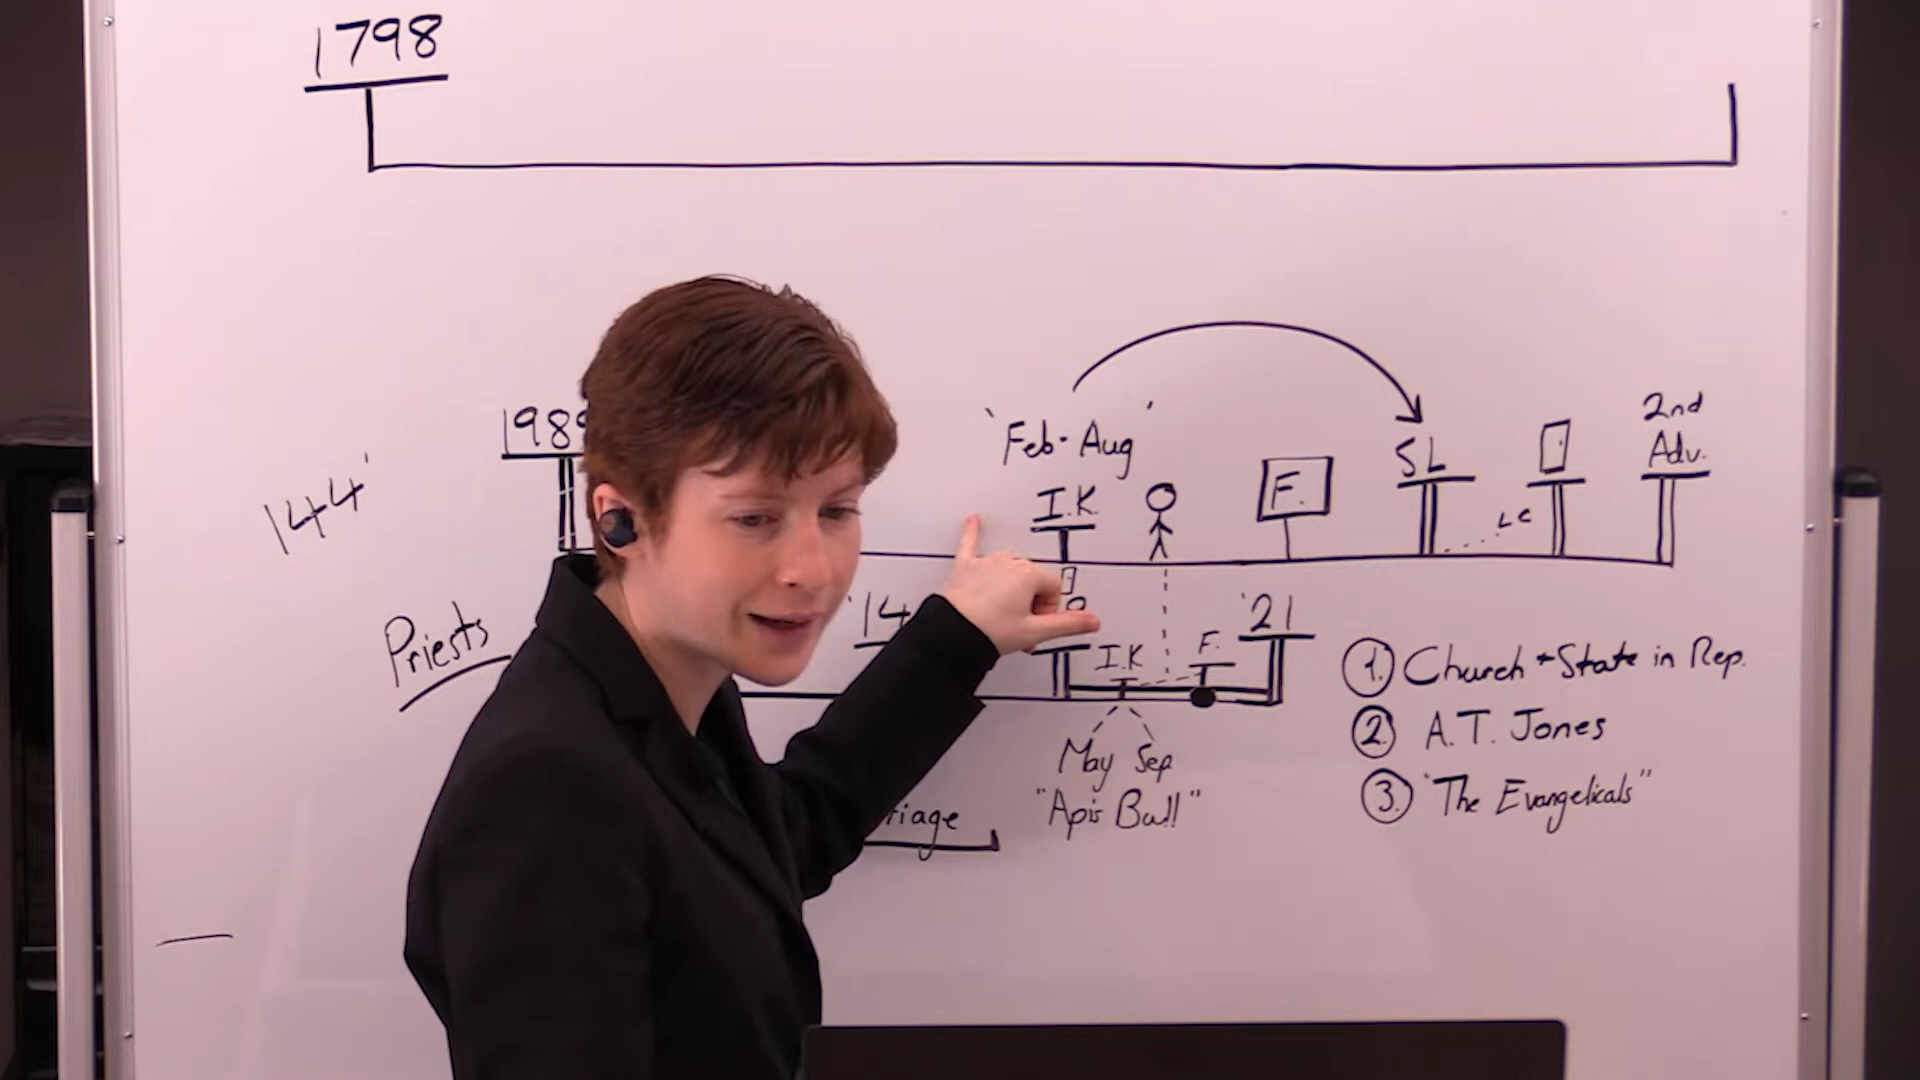 1798
198
'Feb-Aug'
2nd
Adv.
'144'
I.K.
F.
SL
LC
Priests
'14
I.K
F.
'21
① Church + State in Rep.
② A.T. Jones
③ "The Evangelicals"
May Sep
"Apis Bull"
riage